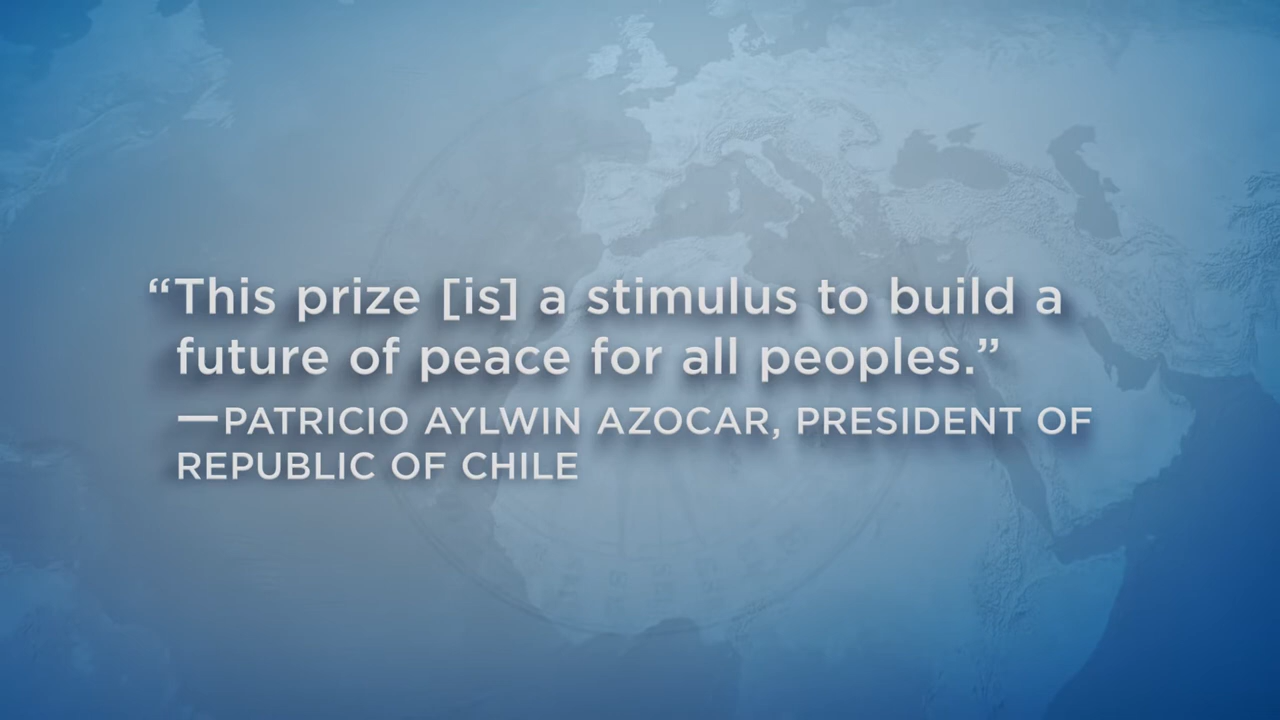 “This prize [is] a stimulus to build a
future of peace for all peoples.”
—PATRICIO AYLWIN AZOCAR, PRESIDENT OF
REPUBLIC OF CHILE